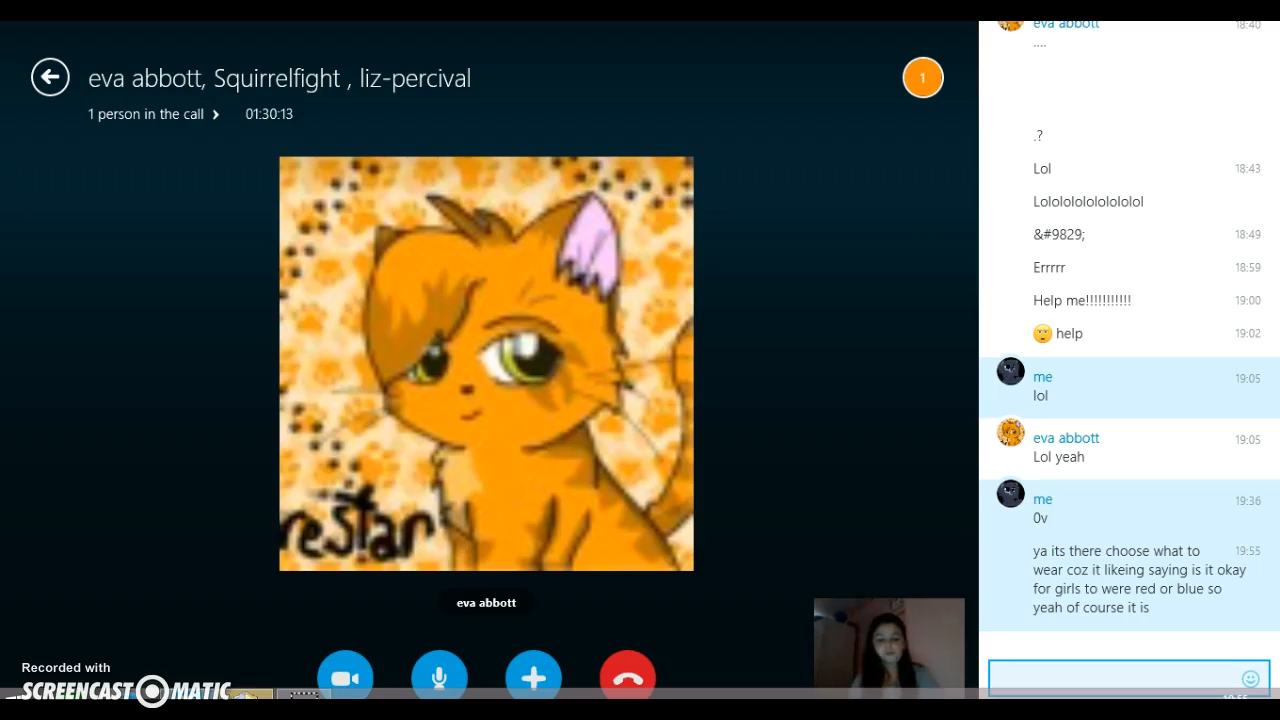 eva abbott, Squirrelfight , liz-percival
1
1 person in the call
01:30:13
restar
eva abbott
Recorded with
SCREENCAST MATIC
eva abbott
18:40
....
.?
Lol
18:43
Lolololololololol
&#9829;
18:49
Errrrr
18:59
Help me!!!!!!!!!!!
19:00
help
19:02
me
19:05
lol
eva abbott
19:05
Lol yeah
me
19:36
0v
ya its there choose what to
19:55
wear coz it likeing saying is it okay
for girls to were red or blue so
yeah of course it is